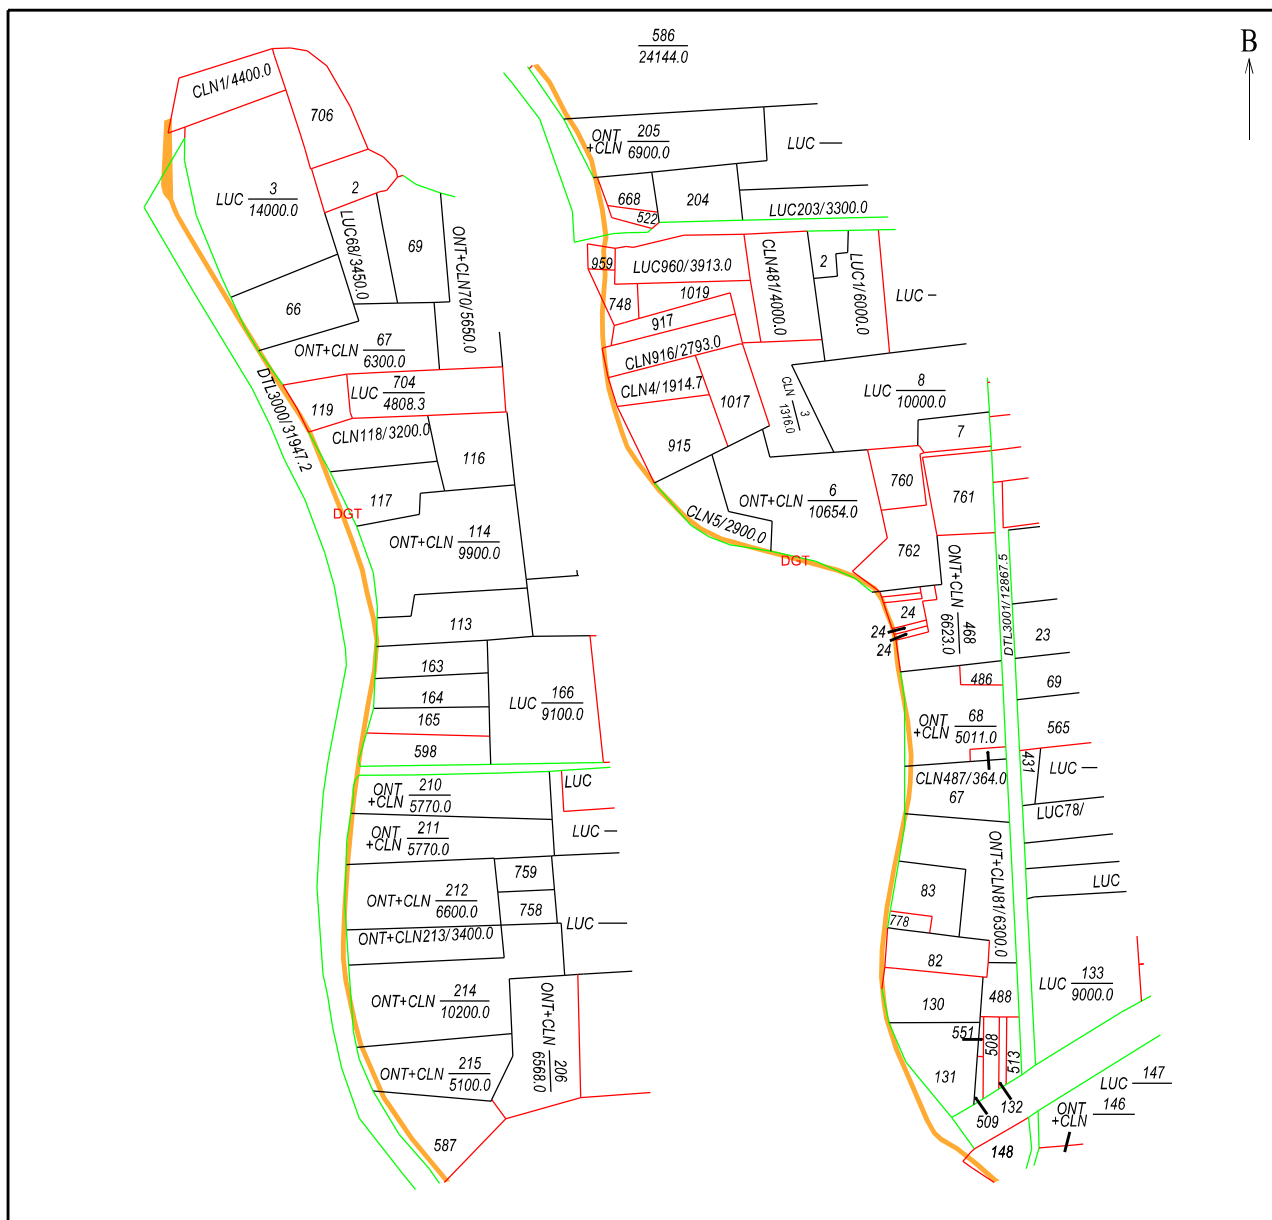 586
24144.0
B
CLN1/4400.0
706
LUC 3
14000.0
2
LUC68/3450.0
69
ONT+CLN70/5650.0
66
ONT+CLN 67
6300.0
DTL3000/31947.2
119
LUC 704
4808.3
CLN118/3200.0
116
117
DGT
ONT+CLN 114
9900.0
113
163
164
165
598
LUC 166
9100.0
ONT
+CLN 210
5770.0
LUC
ONT
+CLN 211
5770.0
LUC
ONT+CLN 212
6600.0
759
758
LUC
ONT+CLN213/3400.0
ONT+CLN 214
10200.0
ONT+CLN 206
6568.0
ONT+CLN 215
5100.0
587
ONT
+CLN 205
6900.0
LUC
668
522
204
LUC203/3300.0
959
LUC960/3913.0
CLN481/4000.0
2
LUC1/6000.0
LUC
748
1019
917
CLN916/2793.0
CLN4/1914.7
1017
915
CLN 3
1316.0
LUC 8
10000.0
7
ONT+CLN 6
10654.0
CLN5/2900.0
760
761
762
DGT
ONT+CLN 468
6623.0
DTL3001/12867.5
24
24
24
23
486
69
ONT
+CLN 68
5011.0
565
431
LUC
CLN487/364.0
67
LUC78/
ONT+CLN81/6300.0
83
LUC
778
82
130
488
LUC 133
9000.0
551
508
513
131
509
132
LUC 147
ONT
+CLN 146
148